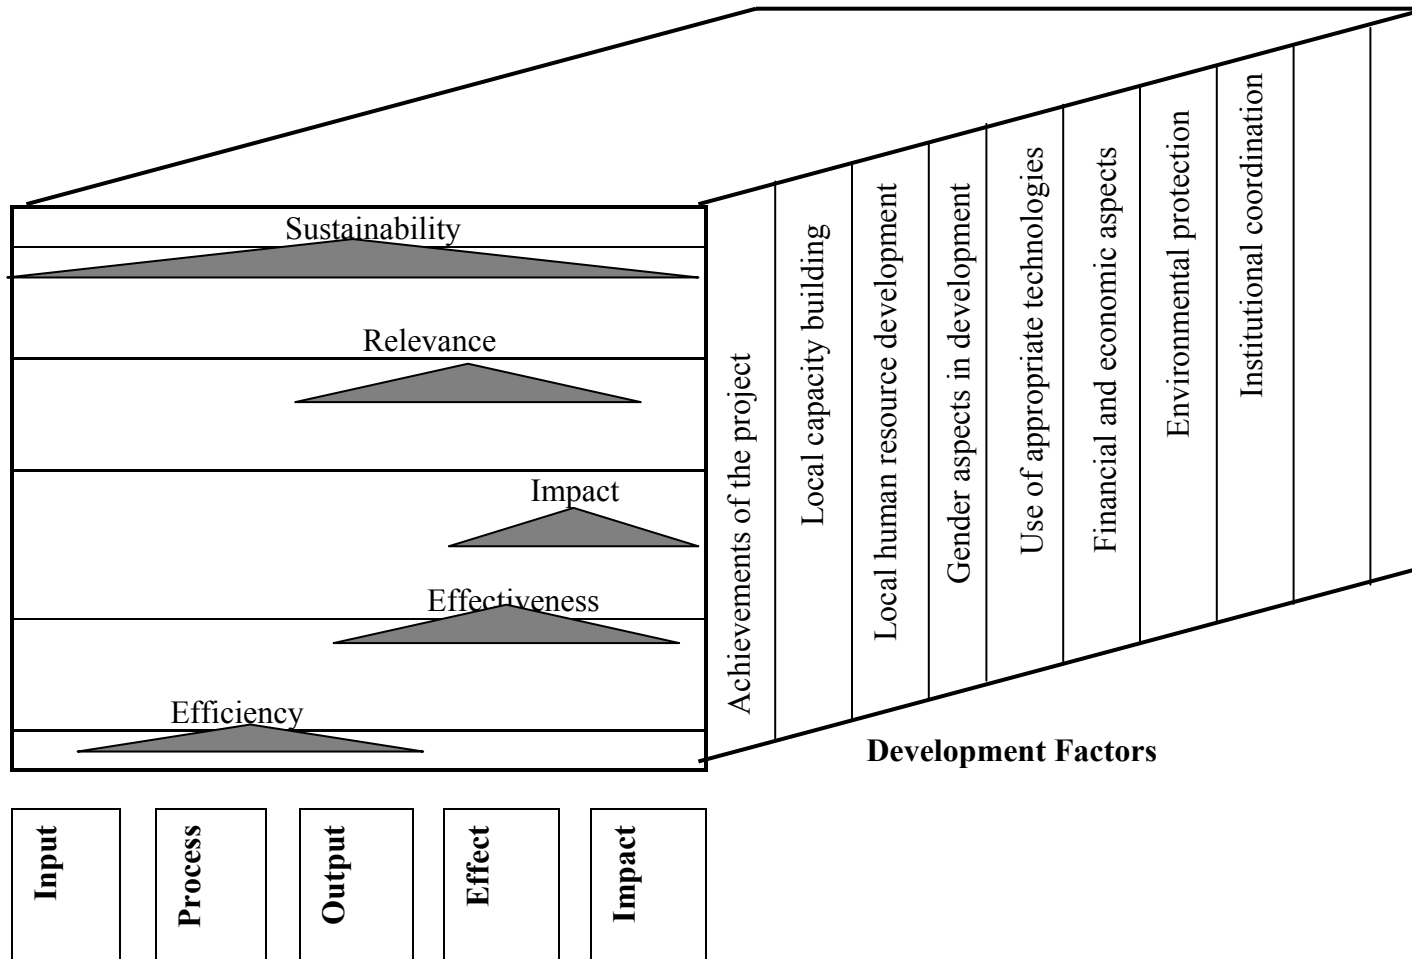 Sustainability
Relevance
Impact
Effectiveness
Efficiency
Achievements of the project
Local capacity building
Local human resource development
Gender aspects in development
Use of appropriate technologies
Financial and economic aspects
Environmental protection
Institutional coordination
Development Factors
Input
Process
Output
Effect
Impact